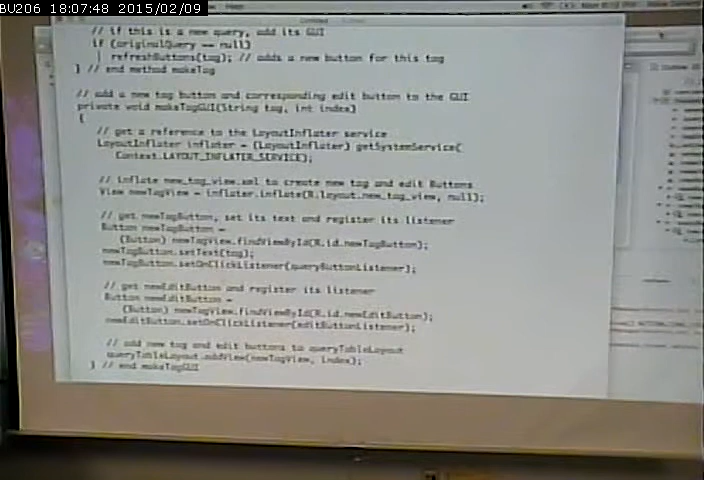 BU206 18:07:48 2015/02/09
// if this is a new query, add its GUI
if (originalQuery == null)
refreshButtons(tag); // adds a new button for this tag
} // end method makeTag
// add a new tag button and corresponding edit button to the GUI
private void makeTagGUI(String tag, int index)
{
// get a reference to the LayoutInflater service
LayoutInflater inflater = (LayoutInflater) getSystemService(
Context.LAYOUT_INFLATER_SERVICE);
// inflate new_tag_view.xml to create new tag and edit Buttons
View newTagView = inflater.inflate(R.layout.new_tag_view, null);
// get newTagButton, set its text and register its listener
Button newTagButton =
(Button) newTagView.findViewById(R.id.newTagButton);
newTagButton.setText(tag);
newTagButton.setOnClickListener(queryButtonListener);
// get newEditButton and register its listener
Button newEditButton =
(Button) newTagView.findViewById(R.id.newEditButton);
newEditButton.setOnClickListener(editButtonListener);
// add new tag and edit buttons to queryTableLayout
queryTableLayout.addView(newTagView, index);
} // end makeTagGUI